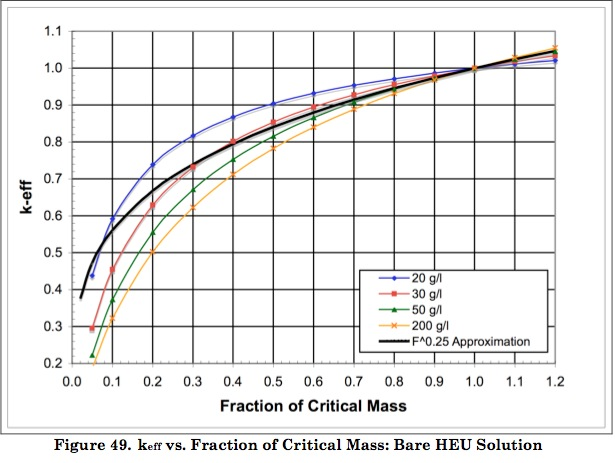 1.1
1.0
0.9
0.8
0.7
0.6
0.5
0.4
0.3
0.2
k-eff
20 g/l
30 g/l
50 g/l
200 g/l
F^0.25 Approximation
0.0 0.1 0.2 0.3 0.4 0.5 0.6 0.7 0.8 0.9 1.0 1.1 1.2
Fraction of Critical Mass
Figure 49. keff vs. Fraction of Critical Mass: Bare HEU Solution